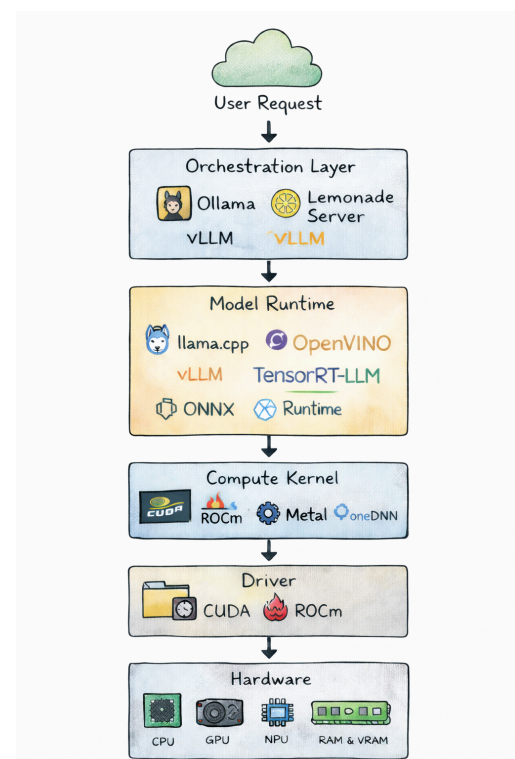 User Request
Orchestration Layer
Ollama
Lemonade
Server
vLLM vLLM
Model Runtime
llama.cpp OpenVINO
vLLM TensorRT-LLM
ONNX Runtime
Compute Kernel
CUDA ROCm Metal oneDNN
Driver
CUDA ROCm
Hardware
CPU GPU NPU RAM & VRAM